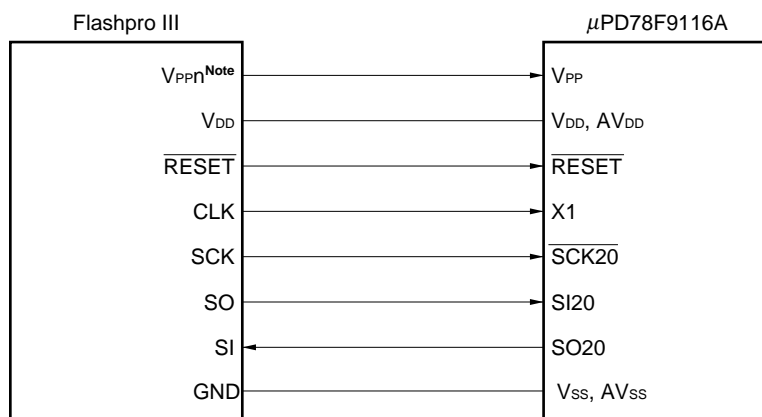 Flashpro III μPD78F9116A
VPPnNote VPP
VDD VDD, AVDD
RESET RESET
CLK X1
SCK SCK20
SO SI20
SI SO20
GND VSS, AVSS